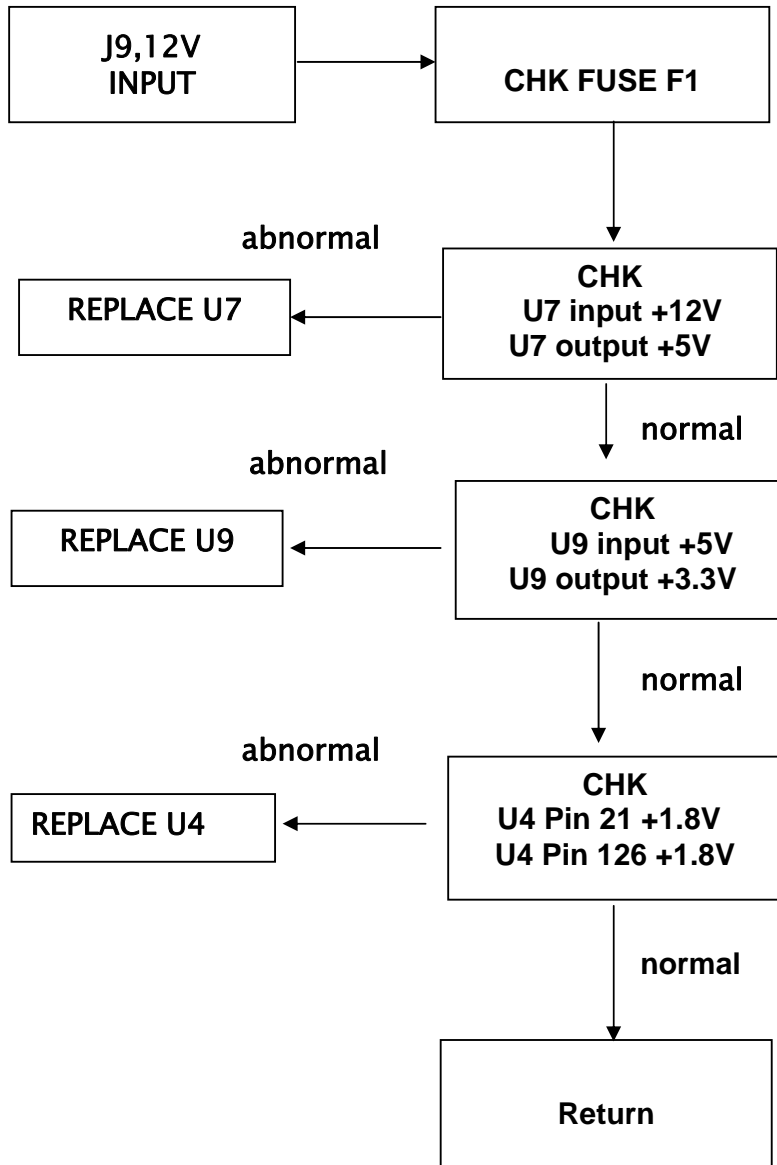 J9,12V
INPUT
CHK FUSE F1
abnormal
CHK
U7 input +12V
U7 output +5V
REPLACE U7
normal
abnormal
CHK
U9 input +5V
U9 output +3.3V
REPLACE U9
normal
abnormal
CHK
U4 Pin 21 +1.8V
U4 Pin 126 +1.8V
REPLACE U4
normal
Return